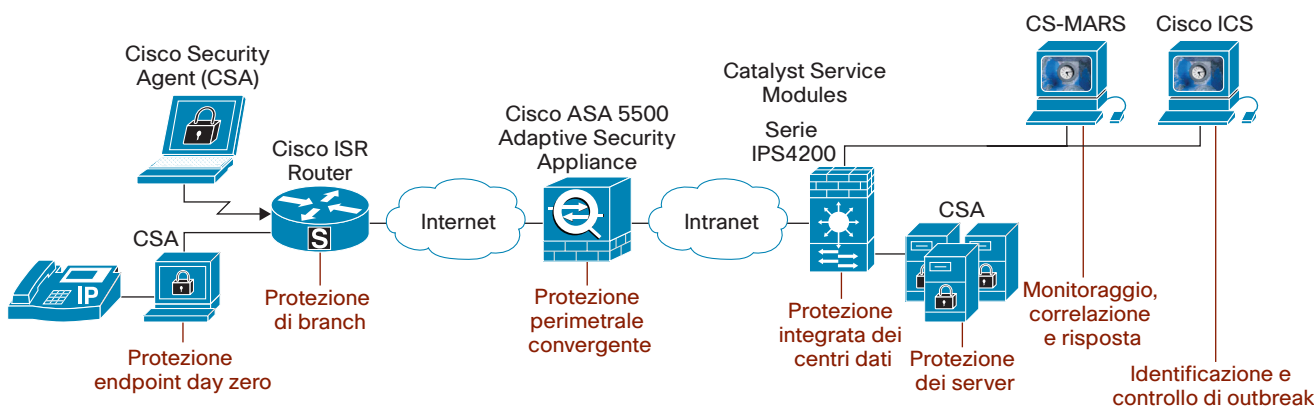 Cisco Security
Agent (CSA)
Cisco ISR
Router
CSA
IP
S
Protezione
endpoint day zero
Protezione
di branch
Internet
Cisco ASA 5500
Adaptive Security
Appliance
Protezione
perimetrale
convergente
Intranet
Catalyst Service
Modules
Serie
IPS4200
Protezione
integrata dei
centri dati
CSA
Protezione
dei server
CS-MARS
Monitoraggio,
correlazione
e risposta
Cisco ICS
Identificazione e
controllo di outbreak